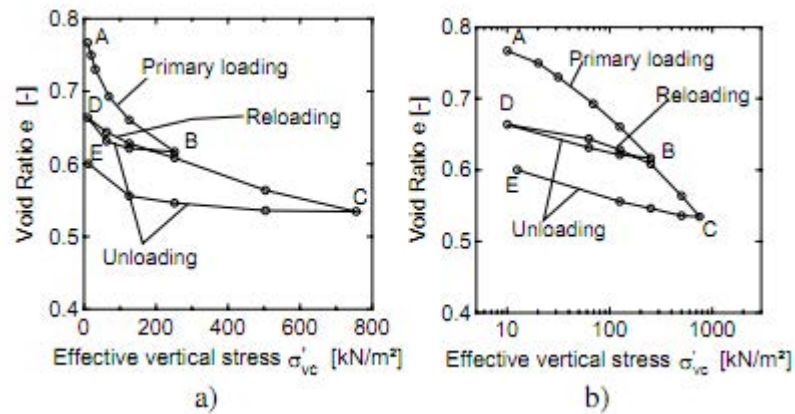 0.8
0.7
0.6
0.5
0.4
Void Ratio e [-]
A
Primary loading
D
Reloading
B
E
C
Unloading
0 200 400 600 800
Effective vertical stress σ'vc [kN/m²]
a)
0.8
0.7
0.6
0.5
0.4
Void Ratio e [-]
A
Primary loading
Reloading
D
B
E
Unloading
C
10 100 1000
Effective vertical stress σ'vc [kN/m²]
b)